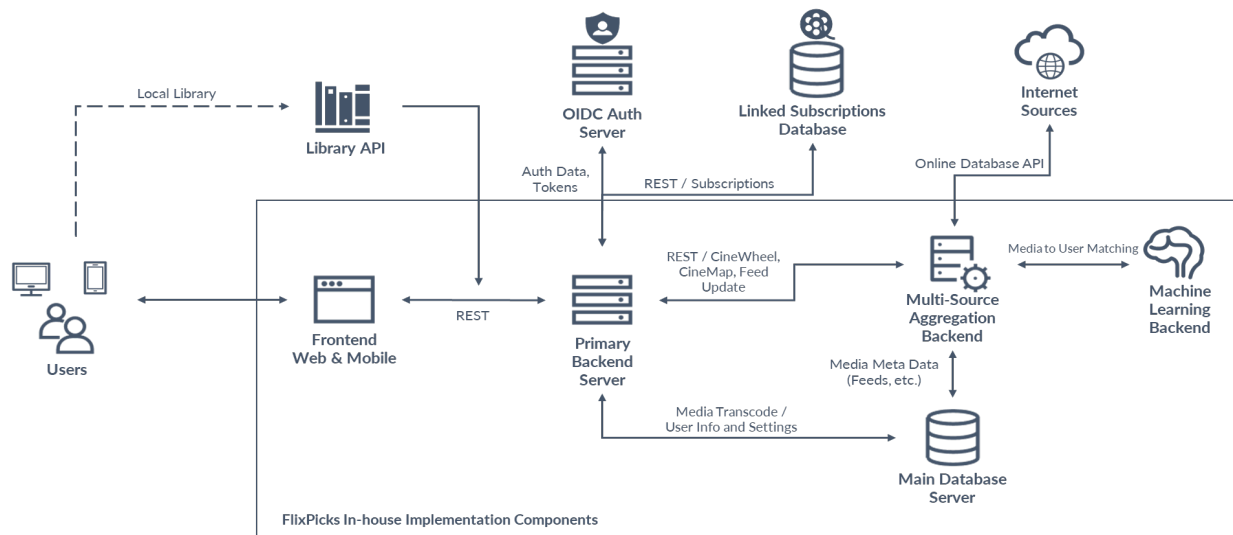 Local Library
Library API
OIDC Auth
Server
Linked Subscriptions
Database
Internet
Sources
Auth Data,
Tokens
REST / Subscriptions
Online Database API
Users
Frontend
Web & Mobile
REST
Primary
Backend
Server
REST / CineWheel,
CineMap, Feed
Update
Multi-Source
Aggregation
Backend
Media to User Matching
Machine
Learning
Backend
Media Meta Data
(Feeds, etc.)
Media Transcode /
User Info and Settings
Main Database
Server
FlixPicks In-house Implementation Components